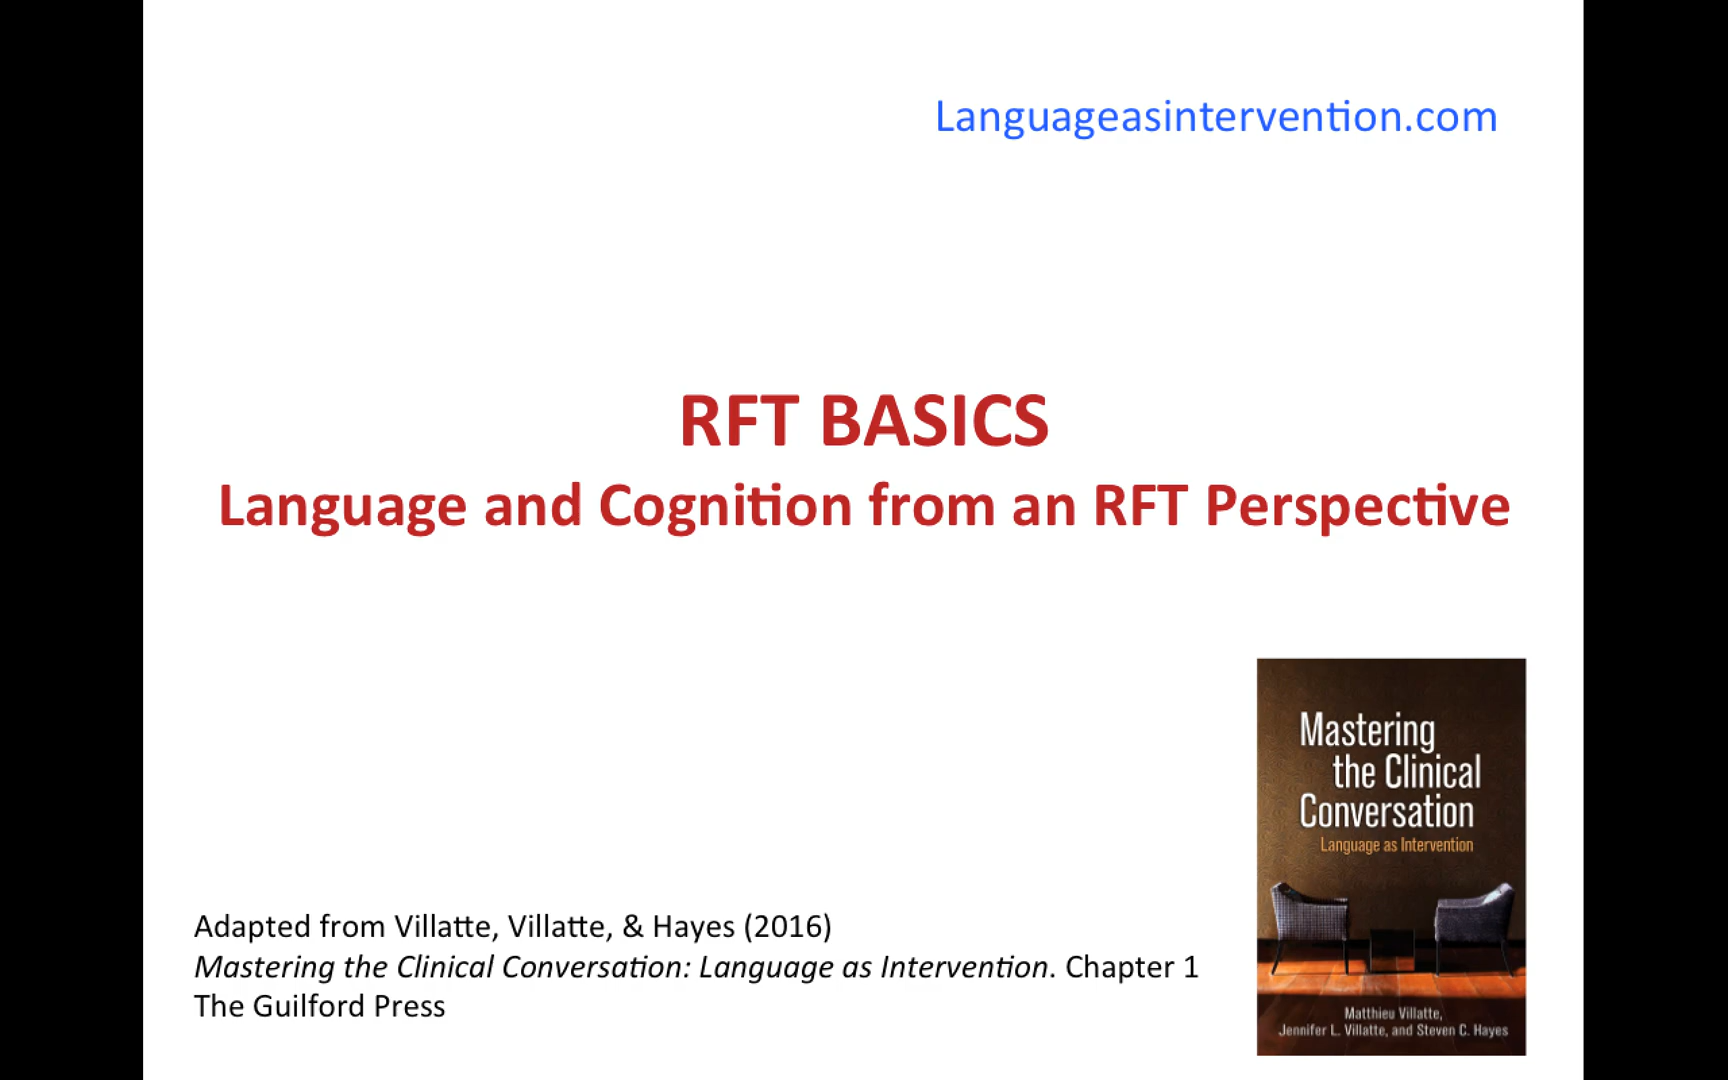 Languageasintervention.com
RFT BASICS
Language and Cognition from an RFT Perspective
Mastering
the Clinical
Conversation
Language as Intervention
Matthieu Villatte,
Jennifer L. Villatte, and Steven C. Hayes
Adapted from Villatte, Villatte, & Hayes (2016)
Mastering the Clinical Conversation: Language as Intervention. Chapter 1
The Guilford Press